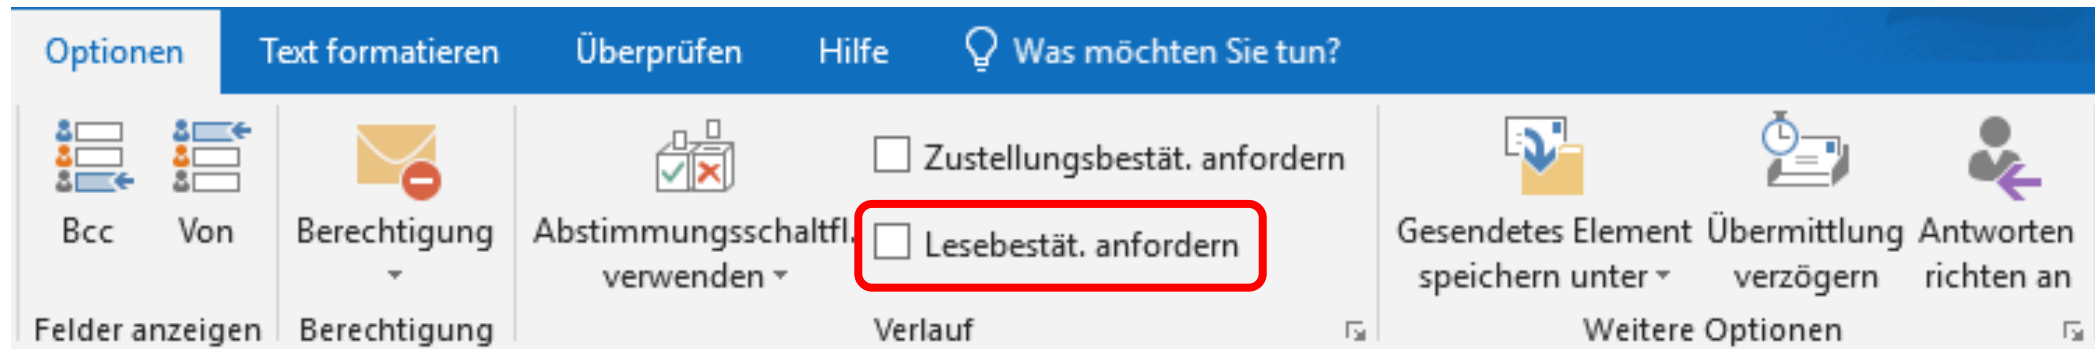 Optionen Text formatieren Überprüfen Hilfe Was möchten Sie tun?
Bcc
Von
Felder anzeigen
Berechtigung
Berechtigung
Abstimmungsschaltfl.
verwenden
Zustellungsbestät. anfordern
Lesebestät. anfordern
Verlauf
Gesendetes Element
speichern unter
Übermittlung
verzögern
Antworten
richten an
Weitere Optionen